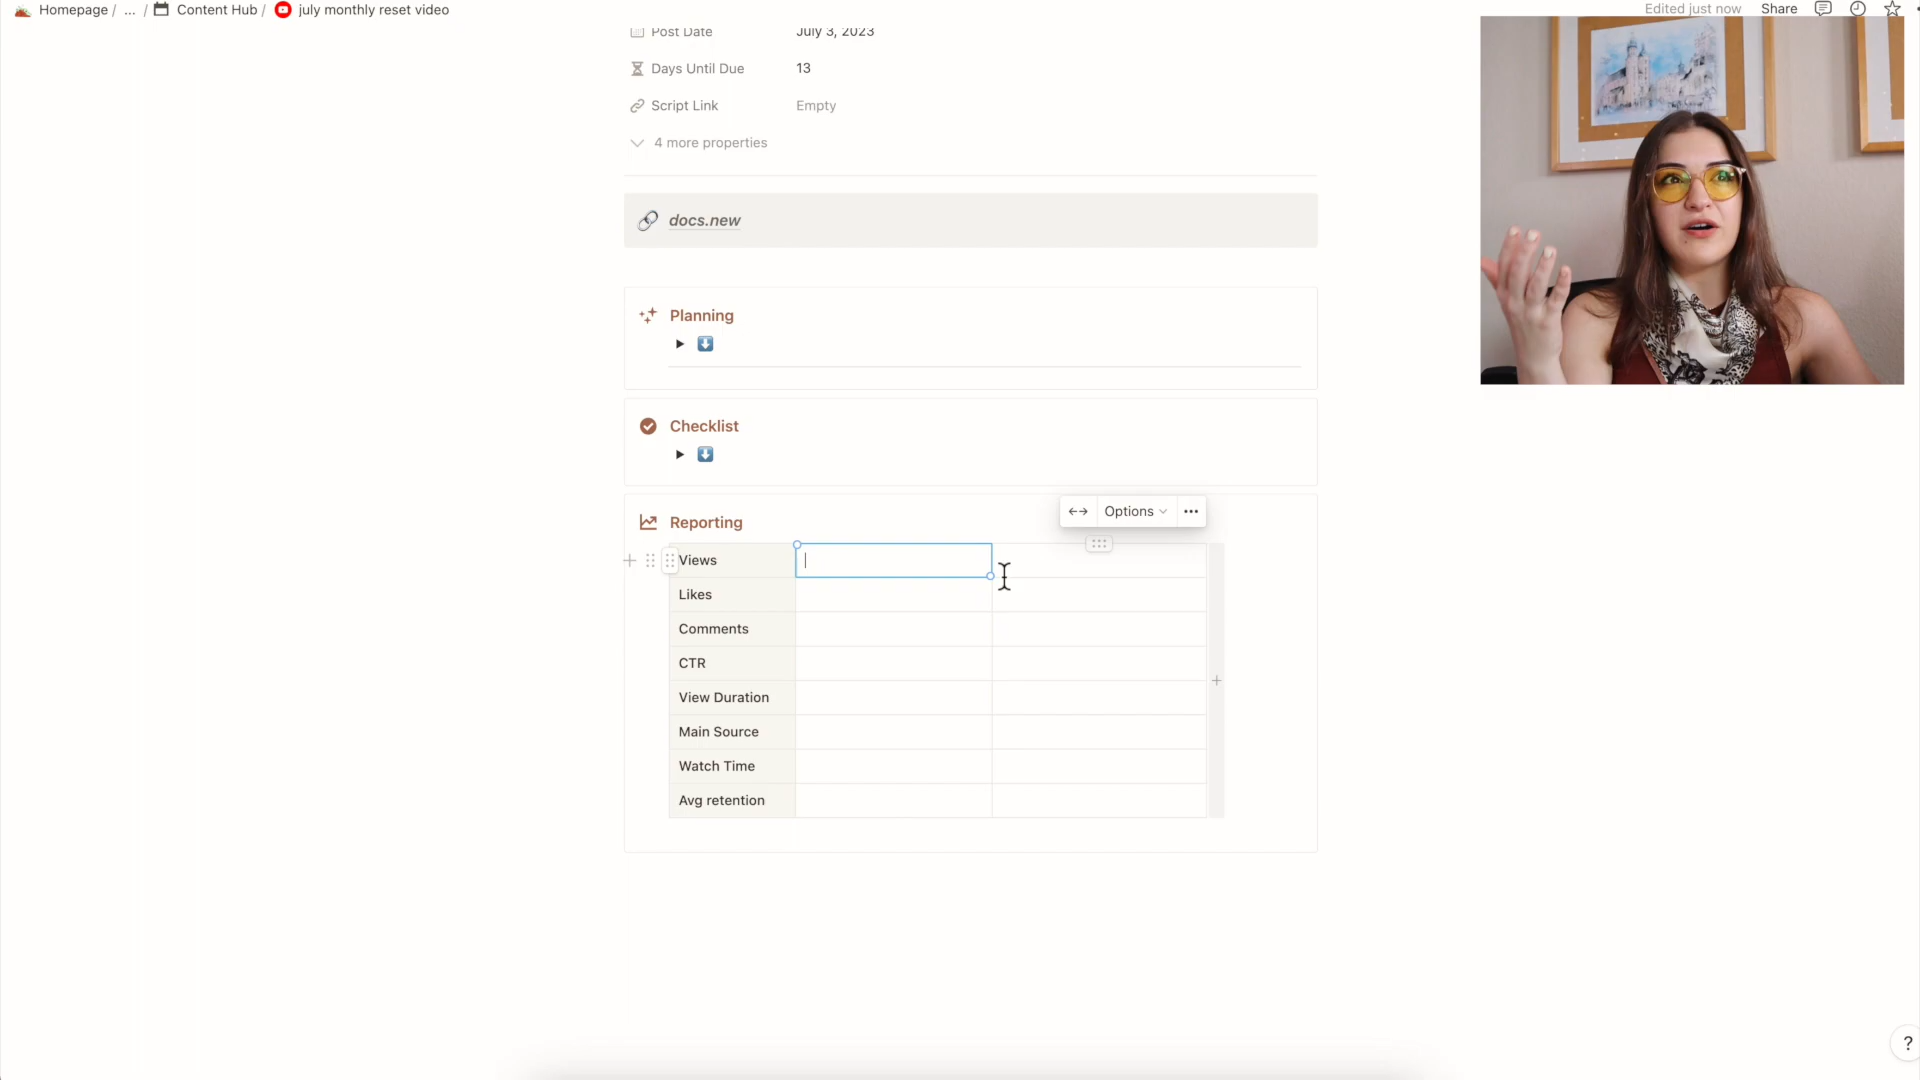 Homepage / ... / Content Hub / july monthly reset video
Edited just now Share
Post Date July 3, 2023
Days Until Due 13
Script Link Empty
4 more properties
docs.new
Planning
Checklist
Options
Reporting
Views
Likes
Comments
CTR
View Duration
Main Source
Watch Time
Avg retention
?